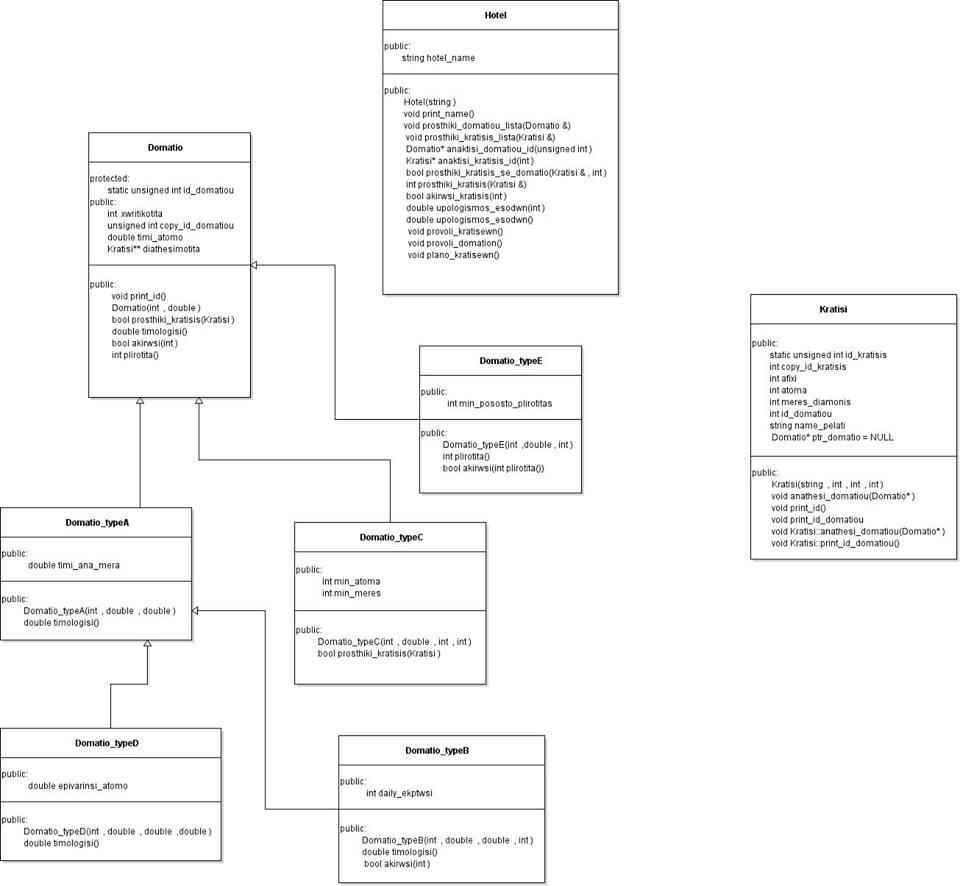 Hotel
public:
string hotel_name
public:
Hotel(string )
void print_name()
void prosthiki_domatiou_lista(Domatio &)
void prosthiki_kratisis_lista(Kratisi &)
Domatio* anaktisi_domatiou_id(unsigned int )
Kratisi* anaktisi_kratisis_id(int )
bool prosthiki_kratisis_se_domatio(Kratisi & , int )
int prosthiki_kratisis(Kratisi &)
bool akirwsi_kratisis(int )
double upologismos_esodwn(int )
double upologismos_esodwn()
void provoli_kratisewn()
void provoli_domation()
void plano_kratisewn()
Domatio
protected:
static unsigned int id_domatiou
public:
int xwritikotita
unsigned int copy_id_domatiou
double timi_atomo
Kratisi** diathesimotita
public:
void print_id()
Domatio(int , double )
bool prosthiki_kratisis(Kratisi )
double timologisi()
bool akirwsi(int )
int plirotita()
Kratisi
public:
static unsigned int id_kratisis
int copy_id_kratisis
int afixi
int atoma
int meres_diamonis
int id_domatiou
string name_pelati
Domatio* ptr_domatio = NULL
public:
Kratisi(string , int , int , int )
void anathesi_domatiou(Domatio* )
void print_id()
void print_id_domatiou
void Kratisi::anathesi_domatiou(Domatio* )
void Kratisi::print_id_domatiou()
Domatio_typeE
public:
int min_pososto_plirotitas
public:
Domatio_typeE(int ,double , int )
int plirotita()
bool akirwsi(int plirotita())
Domatio_typeA
public:
double timi_ana_mera
public:
Domatio_typeA(int , double , double )
double timologisi()
Domatio_typeC
public:
int min_atoma
int min_meres
public:
Domatio_typeC(int , double , int , int )
bool prosthiki_kratisis(Kratisi )
Domatio_typeD
public:
double epivarinsi_atomo
public:
Domatio_typeD(int , double , double ,double )
double timologisi()
Domatio_typeB
public:
int daily_ekptwsi
public:
Domatio_typeB(int , double , double , int )
double timologisi()
bool akirwsi(int )